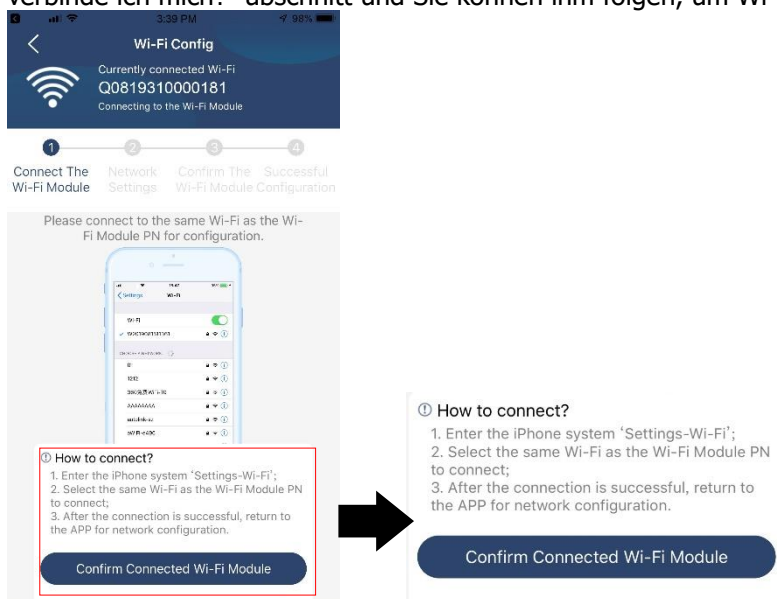 verbinde ich mich?" abschnitt und Sie können ihm folgen, um Wi-
3:39 PM
98%
Wi-Fi Config
Currently connected Wi-Fi
Q0819310000181
Connecting to the Wi-Fi Module
1
2
3
4
Connect The
Wi-Fi Module
Network
Settings
Confirm The
Wi-Fi Module
Successful
Configuration
Please connect to the same Wi-Fi as the Wi-
Fi Module PN for configuration.
Settings
Wi-Fi
Wi-Fi
How to connect?
1. Enter the iPhone system ‘Settings-Wi-Fi’;
2. Select the same Wi-Fi as the Wi-Fi Module PN
to connect;
3. After the connection is successful, return to
the APP for network configuration.
Confirm Connected Wi-Fi Module
How to connect?
1. Enter the iPhone system ‘Settings-Wi-Fi’;
2. Select the same Wi-Fi as the Wi-Fi Module PN
to connect;
3. After the connection is successful, return to
the APP for network configuration.
Confirm Connected Wi-Fi Module